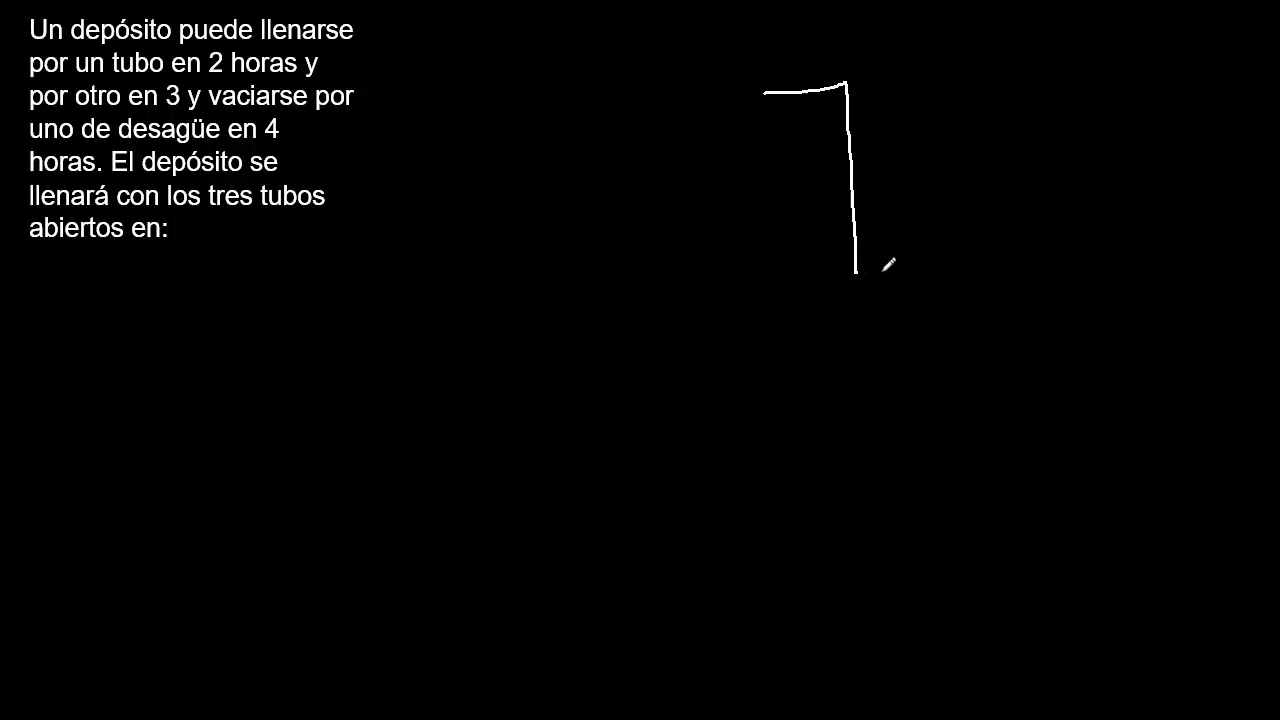 Un depósito puede llenarse
por un tubo en 2 horas y
por otro en 3 y vaciarse por
uno de desagüe en 4
horas. El depósito se
llenará con los tres tubos
abiertos en: